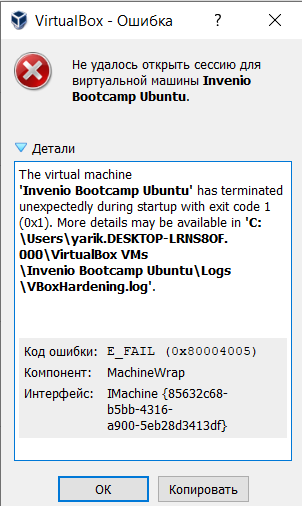 VirtualBox - Ошибка
? ×
Не удалось открыть сессию для
виртуальной машины Invenio
Bootcamp Ubuntu.
Детали
The virtual machine
'Invenio Bootcamp Ubuntu' has terminated
unexpectedly during startup with exit code 1
(0x1). More details may be available in 'C:
\Users\yarik.DESKTOP-LRNS8OF.
000\VirtualBox VMs
\Invenio Bootcamp Ubuntu\Logs
\VBoxHardening.log'.
Код ошибки: E_FAIL (0x80004005)
Компонент: MachineWrap
Интерфейс: IMachine {85632c68-
b5bb-4316-
a900-5eb28d3413df}
OK
Копировать